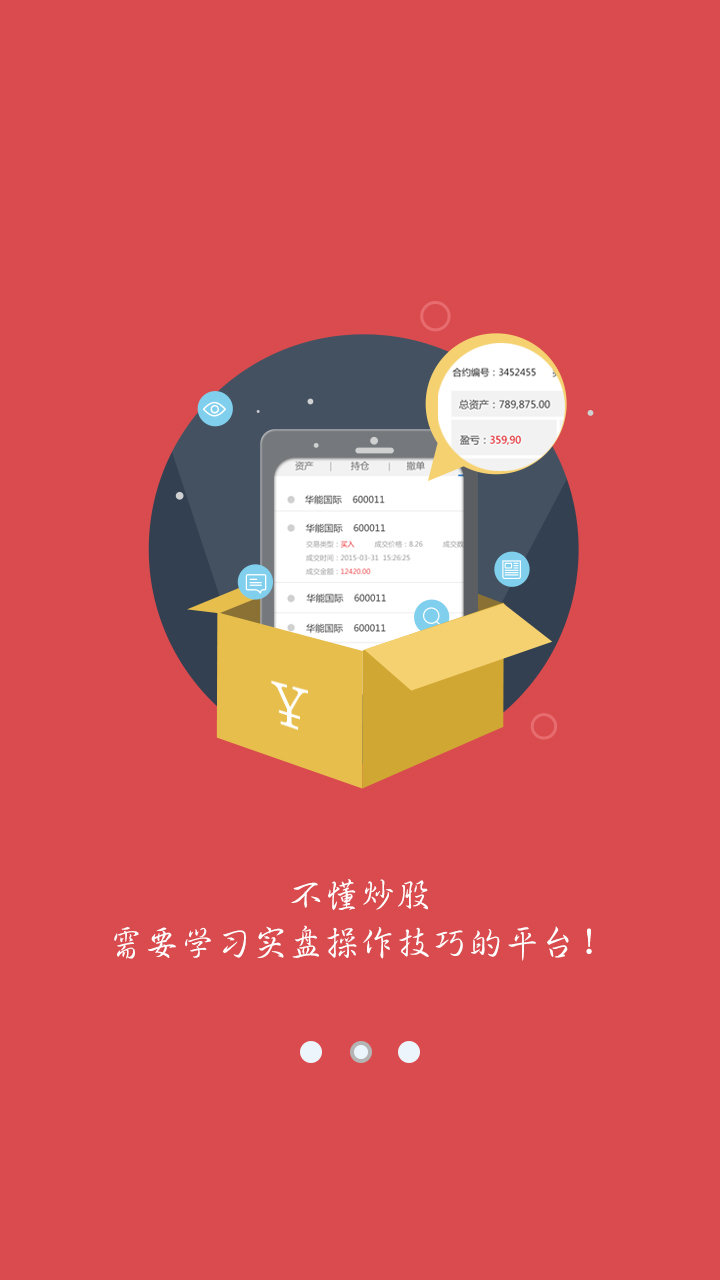 合约编号：3452455
总资产：789,875.00
盈亏：359,90
资产 | 持仓 | 撤单
华能国际 600011
华能国际 600011
交易类型：买入 成交价格：8.26 成交数
成交时间：2015-03-31 15:26:25
成交金额：12420.00
华能国际 600011
华能国际 600011
¥
不懂炒股
需要学习实盘操作技巧的平台！